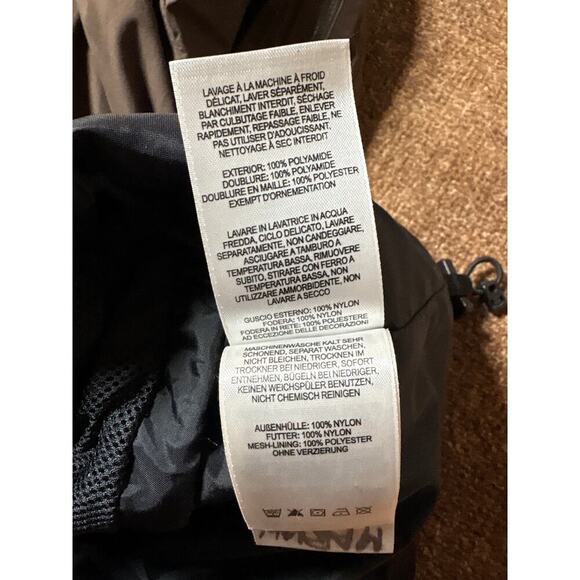 LAVAGE À LA MACHINE À FROID
DÉLICAT, LAVER SÉPARÉMENT,
BLANCHIMENT INTERDIT, SÉCHAGE
PAR CULBUTAGE FAIBLE, ENLEVER
RAPIDEMENT, REPASSAGE FAIBLE, NE
PAS UTILISER D'ADOUCISSANT,
NETTOYAGE À SEC INTERDIT
EXTERIOR: 100% POLYAMIDE
DOUBLURE: 100% POLYAMIDE
DOUBLURE EN MAILLE: 100% POLYESTER
EXEMPT D'ORNEMENTATION
LAVARE IN LAVATRICE IN ACQUA
FREDDA, CICLO DELICATO, LAVARE
SEPARATAMENTE, NON CANDEGGIARE,
ASCIUGARE A TAMBURO A
TEMPERATURA BASSA, RIMUOVERE
SUBITO, STIRARE CON FERRO A
TEMPERATURA BASSA, NON
UTILIZZARE AMMORBIDENTE, NON
LAVARE A SECCO
GUSCIO ESTERNO: 100% NYLON
FODERA: 100% NYLON
FODERA IN RETE: 100% POLIESTERE
AD ECCEZIONE DELLE DECORAZIONI
MASCHINENWÄSCHE KALT SEHR
SCHONEND, SEPARAT WASCHEN,
NICHT BLEICHEN, TROCKNEN IM
TROCKNER BEI NIEDRIGER, SOFORT
ENTNEHMEN, BÜGELN BEI NIEDRIGER,
KEINEN WEICHSPÜLER BENUTZEN,
NICHT CHEMISCH REINIGEN
AUßENHÜLLE: 100% NYLON
FUTTER: 100% NYLON
MESH-LINING: 100% POLYESTER
OHNE VERZIERUNG